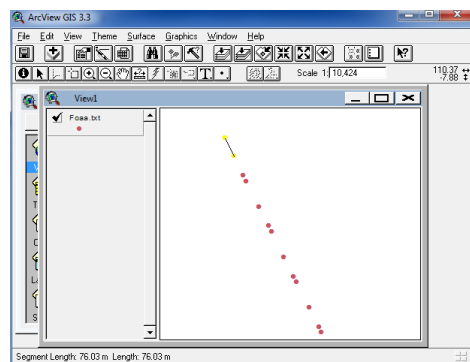 ArcView GIS 3.3
File Edit View Theme Surface Graphics Window Help
Scale 1: 10,424
110.37
-7.88
View1
Foaa.txt
Segment Length: 76.03 m Length: 76.03 m